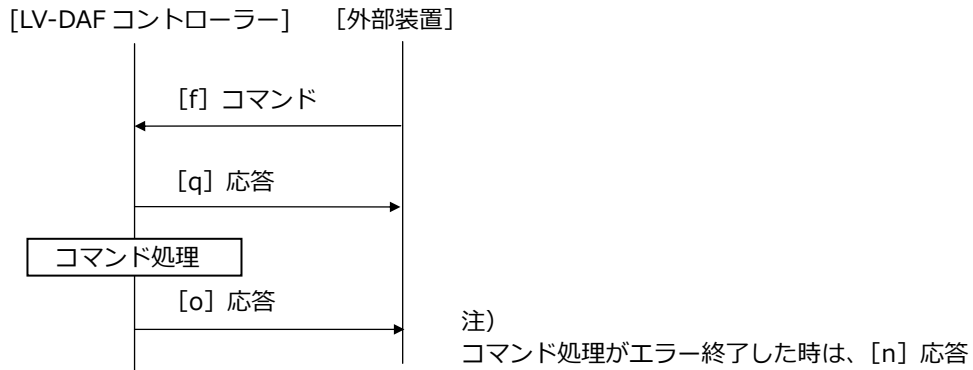 [LV-DAF コントローラー] ［外部装置］
［f］コマンド
［q］応答
コマンド処理
［o］応答
注）
コマンド処理がエラー終了した時は、［n］応答